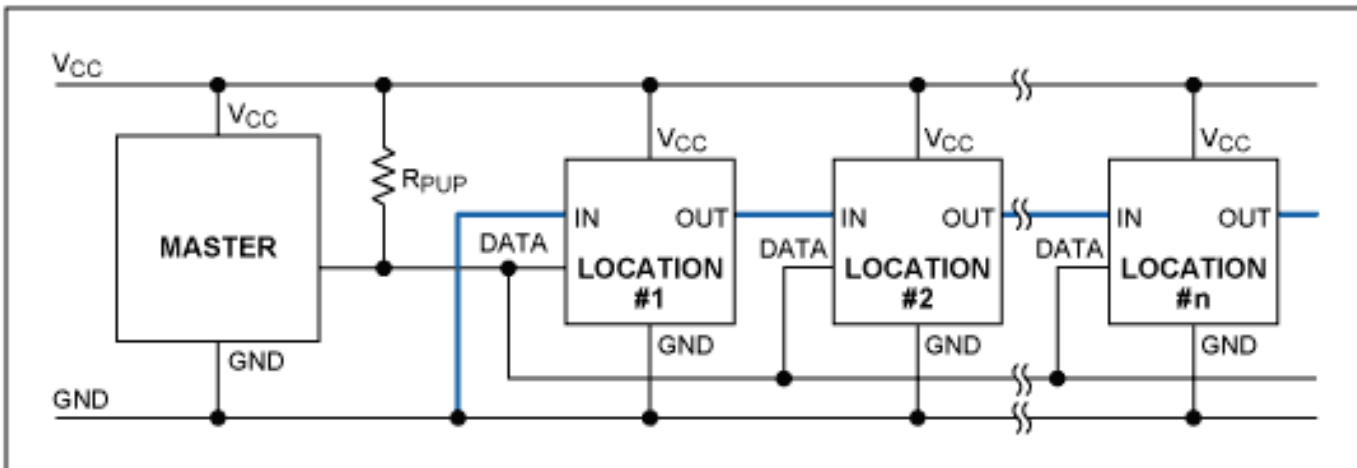 VCC
VCC
VCC
VCC
VCC
RPUP
MASTER
IN
OUT
IN
OUT
IN
OUT
DATA
DATA
DATA
LOCATION
#1
LOCATION
#2
LOCATION
#n
GND
GND
GND
GND
GND